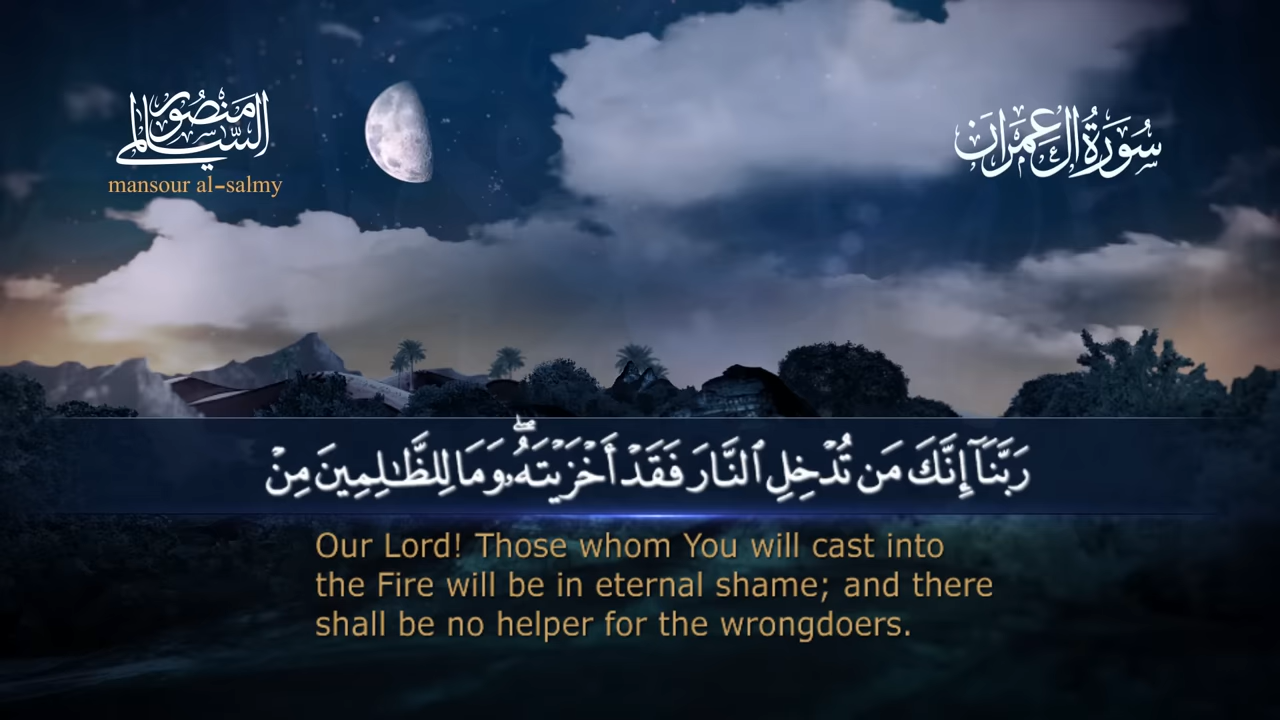 منصور السالمي
mansour al-salmy
سُورَةُ آلِ عِمْرَان
رَبَّنَآ إِنَّكَ مَن تُدْخِلِ ٱلنَّارَ فَقَدْ أَخْزَيْتَهُۥ ۖ وَمَا لِلظَّـٰلِمِينَ مِنْ
Our Lord! Those whom You will cast into
the Fire will be in eternal shame; and there
shall be no helper for the wrongdoers.